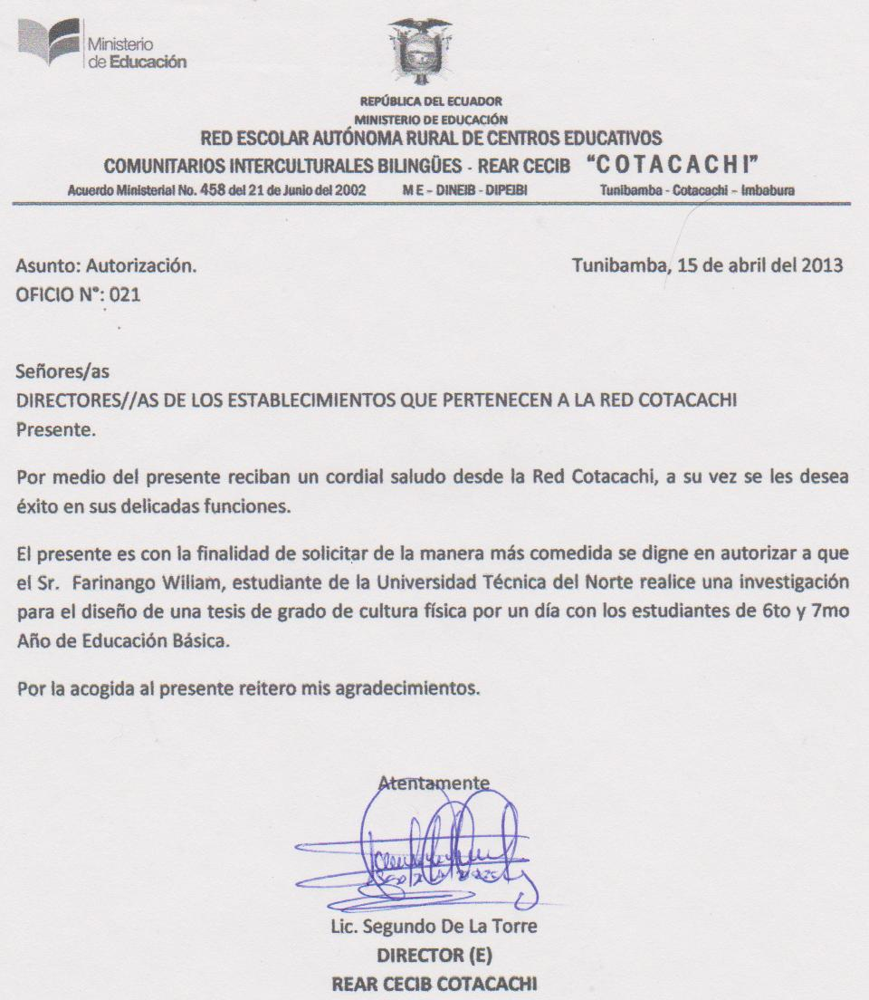 Ministerio
de Educación
REPÚBLICA DEL ECUADOR
MINISTERIO DE EDUCACIÓN
RED ESCOLAR AUTÓNOMA RURAL DE CENTROS EDUCATIVOS
COMUNITARIOS INTERCULTURALES BILINGÜES - REAR CECIB "COTACACHI"
Acuerdo Ministerial No. 458 del 21 de Junio del 2002 M E – DINEIB - DIPEIBI Tunibamba - Cotacachi – Imbabura
Asunto: Autorización. Tunibamba, 15 de abril del 2013
OFICIO N°: 021
Señores/as
DIRECTORES//AS DE LOS ESTABLECIMIENTOS QUE PERTENECEN A LA RED COTACACHI
Presente.
Por medio del presente reciban un cordial saludo desde la Red Cotacachi, a su vez se les desea
éxito en sus delicadas funciones.
El presente es con la finalidad de solicitar de la manera más comedida se digne en autorizar a que
el Sr. Farinango Wiliam, estudiante de la Universidad Técnica del Norte realice una investigación
para el diseño de una tesis de grado de cultura física por un día con los estudiantes de 6to y 7mo
Año de Educación Básica.
Por la acogida al presente reitero mis agradecimientos.
Atentamente
Lic. Segundo De La Torre
DIRECTOR (E)
REAR CECIB COTACACHI